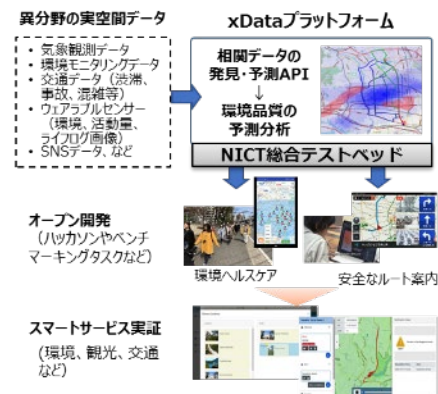 異分野の実空間データ
・ 気象観測データ
・ 環境モニタリングデータ
・ 交通データ（渋滞、
事故、混雑等）
・ ウェアラブルセンサー
（環境、活動量、
ライフログ画像）
・ SNSデータ、など
xDataプラットフォーム
相関データの
発見・予測API
↓
環境品質の
予測分析
NICT総合テストベッド
オープン開発
（ハッカソンやベンチ
マーキングタスクなど）
環境ヘルスケア
安全なルート案内
スマートサービス実証
(環境、観光、交通
など)